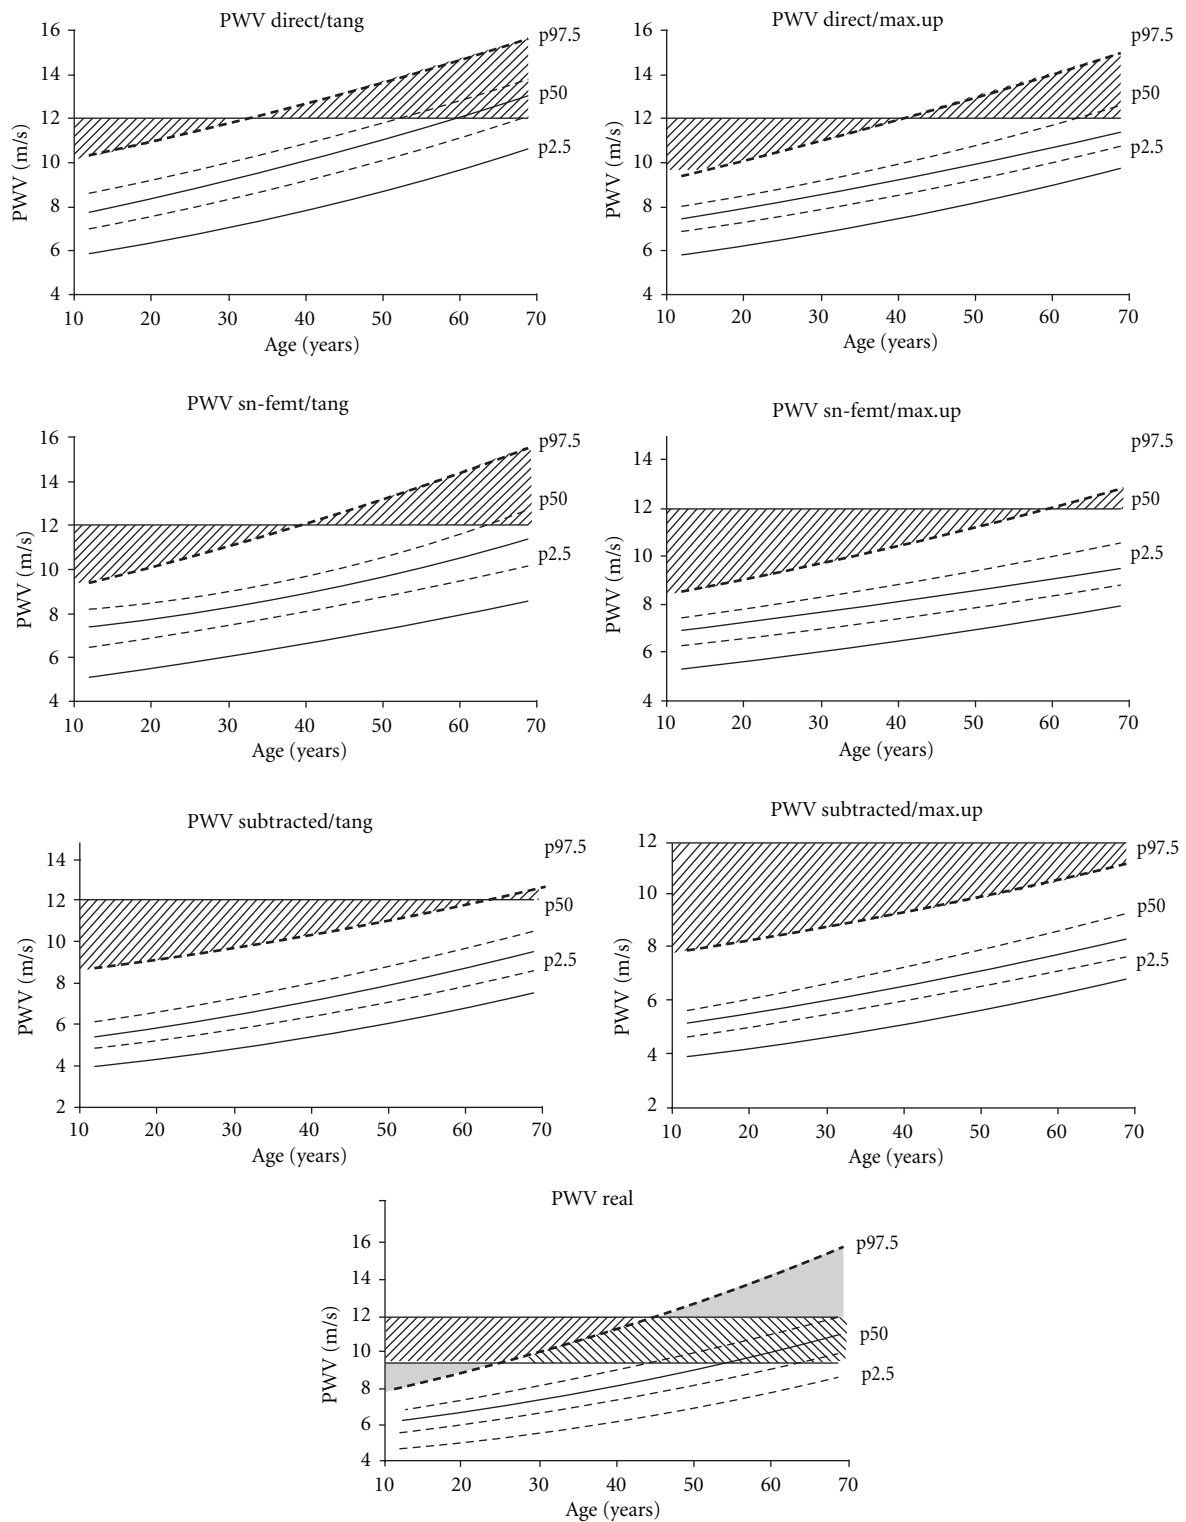 PWV direct/tang
16
14
12
10
8
6
4
PWV (m/s)
p97.5
p50
p2.5
10 20 30 40 50 60 70
Age (years)
PWV direct/max.up
16
14
12
10
8
6
4
PWV (m/s)
p97.5
p50
p2.5
10 20 30 40 50 60 70
Age (years)
PWV sn-femt/tang
16
14
12
10
8
6
4
PWV (m/s)
p97.5
p50
p2.5
10 20 30 40 50 60 70
Age (years)
PWV sn-femt/max.up
14
12
10
8
6
4
PWV (m/s)
p97.5
p50
p2.5
10 20 30 40 50 60 70
Age (years)
PWV subtracted/tang
14
12
10
8
6
4
2
PWV (m/s)
p97.5
p50
p2.5
10 20 30 40 50 60 70
Age (years)
PWV subtracted/max.up
12
10
8
6
4
2
PWV (m/s)
p97.5
p50
p2.5
10 20 30 40 50 60 70
Age (years)
PWV real
16
14
12
10
8
6
4
PWV (m/s)
p97.5
p50
p2.5
10 20 30 40 50 60 70
Age (years)